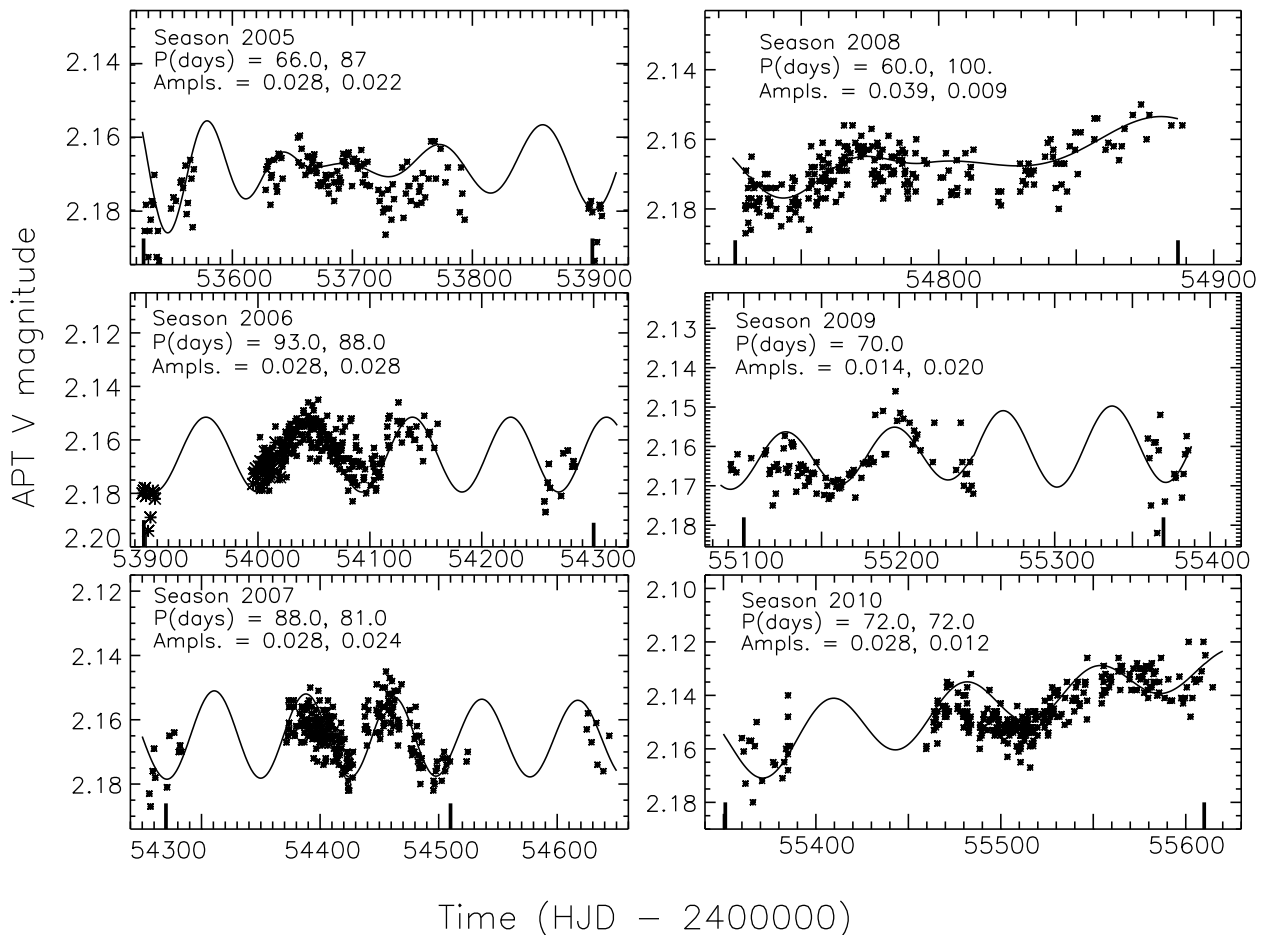 APT V magnitude
Season 2005
P(days) = 66.0, 87
Ampls. = 0.028, 0.022
2.14
2.16
2.18
53600 53700 53800 53900
Season 2008
P(days) = 60.0, 100.
Ampls. = 0.039, 0.009
2.14
2.16
2.18
54800 54900
Season 2006
P(days) = 93.0, 88.0
Ampls. = 0.028, 0.028
2.12
2.14
2.16
2.18
2.20
53900 54000 54100 54200 54300
Season 2009
P(days) = 70.0
Ampls. = 0.014, 0.020
2.13
2.14
2.15
2.16
2.17
2.18
55100 55200 55300 55400
Season 2007
P(days) = 88.0, 81.0
Ampls. = 0.028, 0.024
2.12
2.14
2.16
2.18
54300 54400 54500 54600
Season 2010
P(days) = 72.0, 72.0
Ampls. = 0.028, 0.012
2.10
2.12
2.14
2.16
2.18
55400 55500 55600
Time (HJD − 2400000)